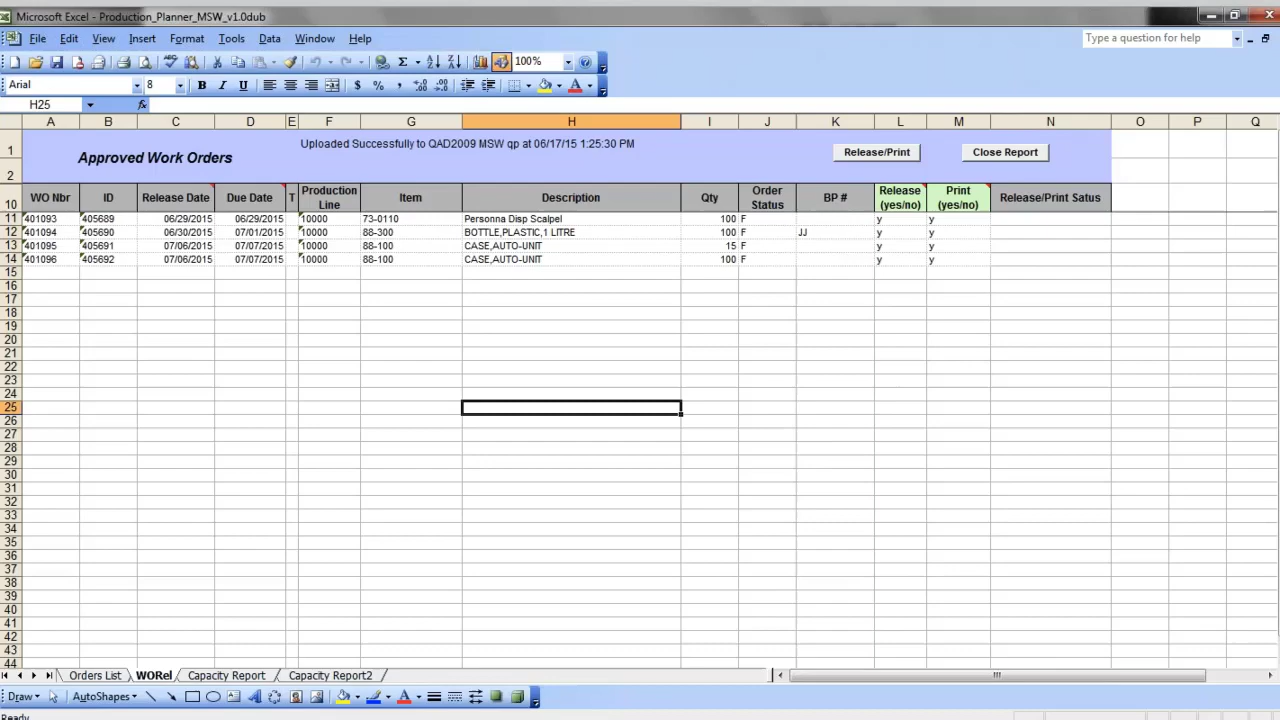 Microsoft Excel - Production_Planner_MSW_v1.0dub
File Edit View Insert Format Tools Data Window Help
Type a question for help
100%
Arial 8 B I U $ % ,
H25 fx
A B C D E F G H I J K L M N O P Q
1 Approved Work Orders Uploaded Successfully to QAD2009 MSW qp at 06/17/15 1:25:30 PM Release/Print Close Report
2
10 WO Nbr ID Release Date Due Date T Production Line Item Description Qty Order Status BP # Release (yes/no) Print (yes/no) Release/Print Satus
11 401093 405689 06/29/2015 06/29/2015 10000 73-0110 Personna Disp Scalpel 100 F y y
12 401094 405690 06/30/2015 07/01/2015 10000 88-300 BOTTLE,PLASTIC,1 LITRE 100 F JJ y y
13 401095 405691 07/06/2015 07/06/2015 10000 88-100 CASE,AUTO-UNIT 15 F y y
14 401096 405692 07/06/2015 07/07/2015 10000 88-100 CASE,AUTO-UNIT 100 F y y
15
16
17
18
19
20
21
22
23
24
25
26
27
28
29
30
31
32
33
34
35
36
37
38
39
40
41
42
43
44
Orders List WORel Capacity Report Capacity Report2
Draw AutoShapes
Ready